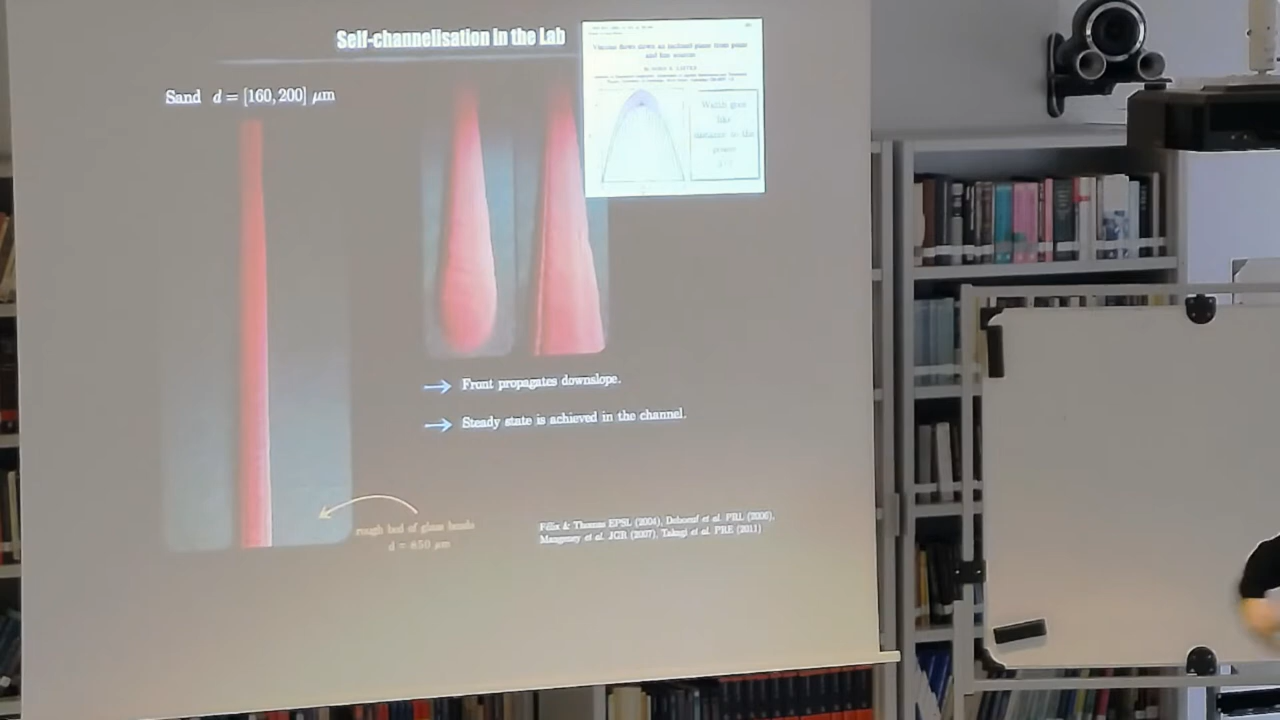 Self-channelisation in the Lab
Sand d = [160, 200] μm
Viscous flows down an inclined plane from point
and line sources
Width goes
like
distance to the
power
→ Front propagates downslope.
→ Steady state is achieved in the channel.
rough bed of glass beads
d = 850 μm
Félix & Thomas EPSL (2004), Deboeuf et al. PRL (2006),
Mangeney et al. JGR (2007), Takagi et al. PRE (2011)